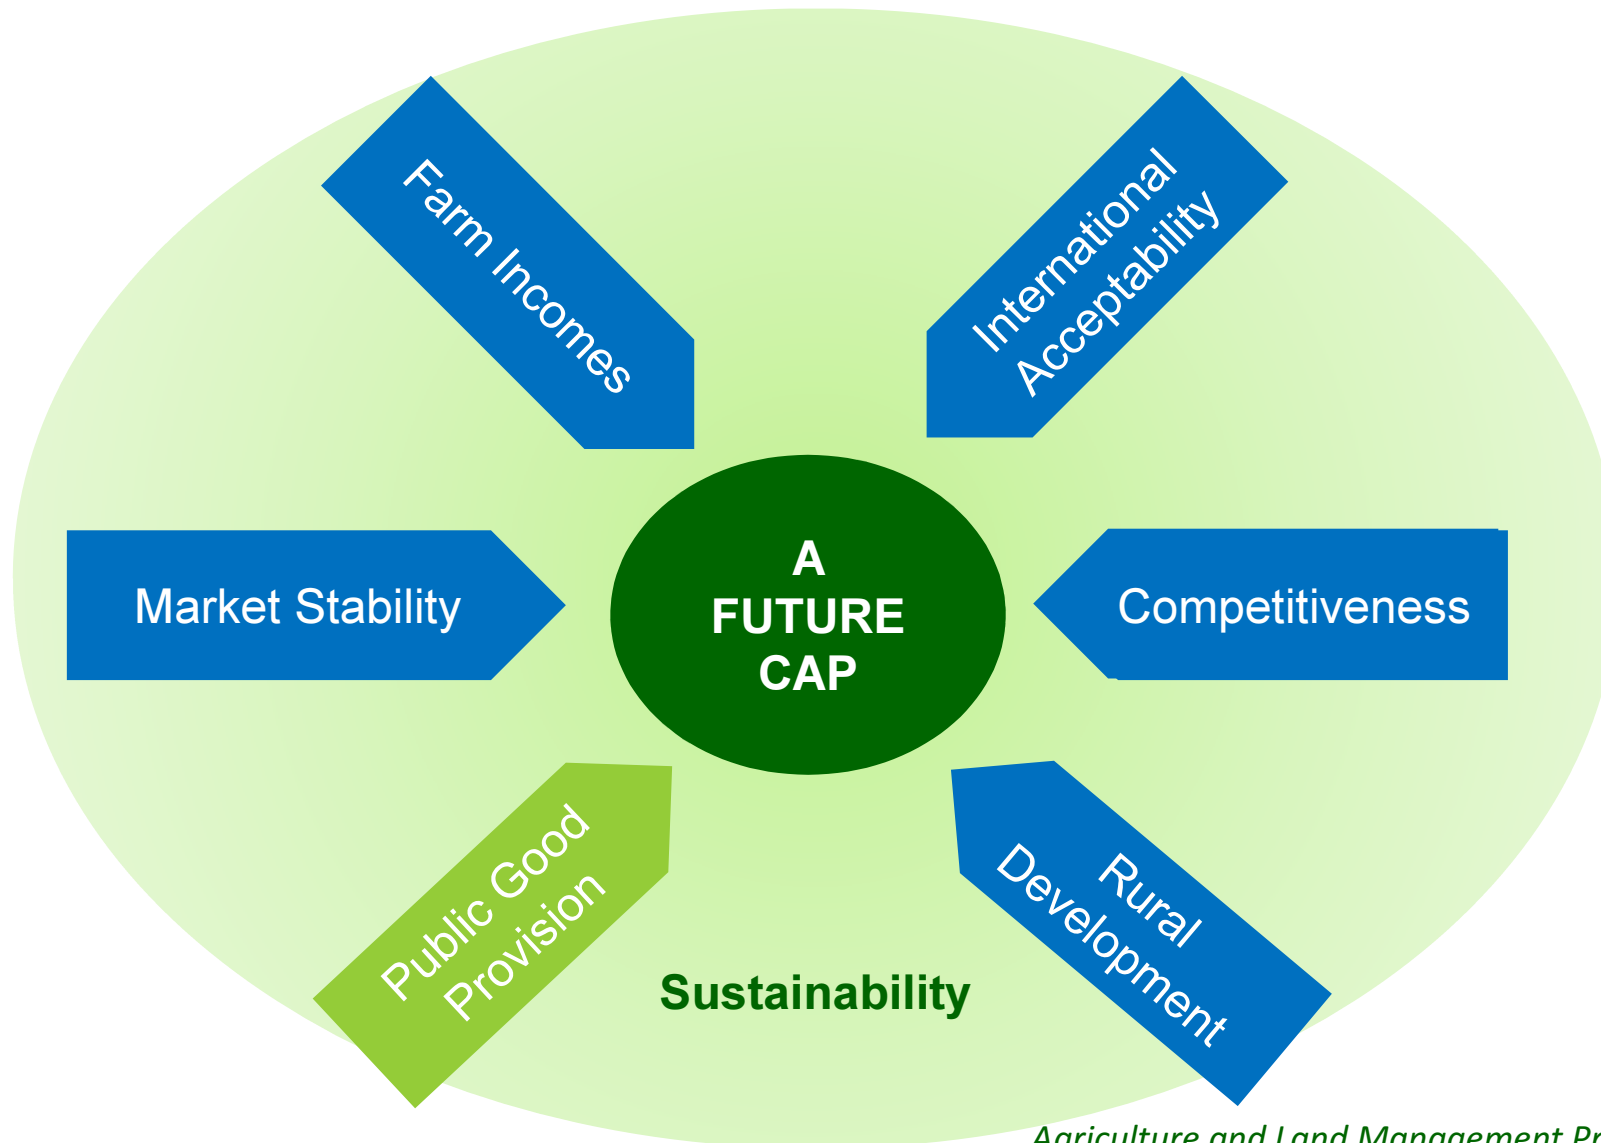 Farm Incomes
International
Acceptability
A
FUTURE
CAP
Market Stability
Competitiveness
Public Good
Provision
Rural
Development
Sustainability
Agriculture and Land Management